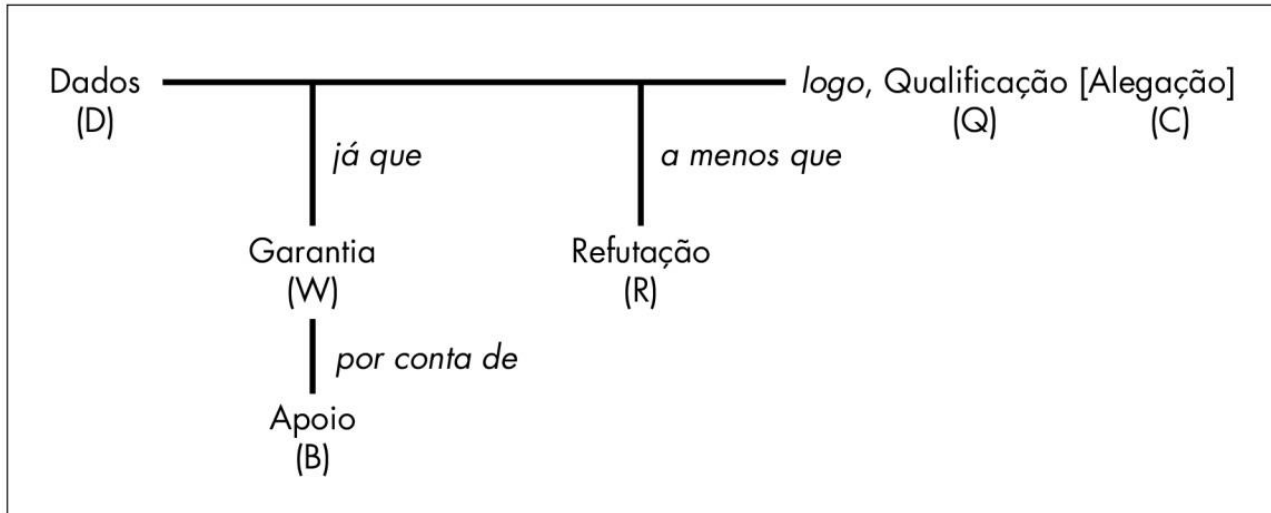 Dados
(D)
logo, Qualificação [Alegação]
(Q) (C)
já que
a menos que
Garantia
(W)
Refutação
(R)
por conta de
Apoio
(B)